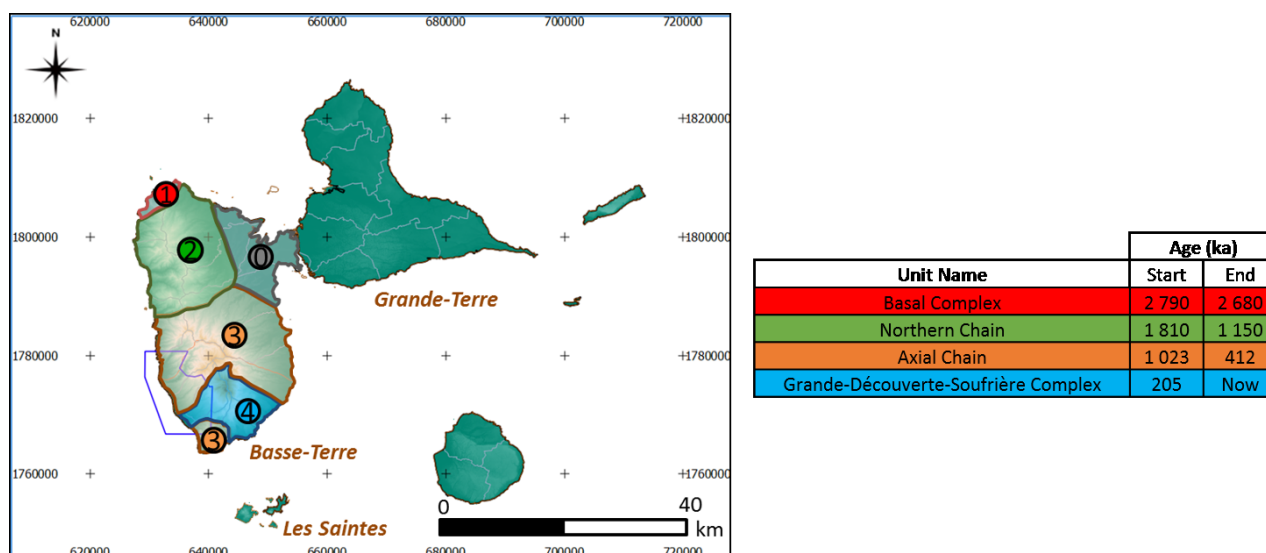 620000 640000 660000 680000 700000 720000
N
1820000 1820000
1
1800000 1800000
2
0
Grande-Terre
3
1780000 1780000
4
3
Basse-Terre
1760000 1760000
0 40
km
Les Saintes
620000 640000 660000 680000 700000 720000
Age (ka)
Unit Name Start End
Basal Complex 2 790 2 680
Northern Chain 1 810 1 150
Axial Chain 1 023 412
Grande-Découverte-Soufrière Complex 205 Now